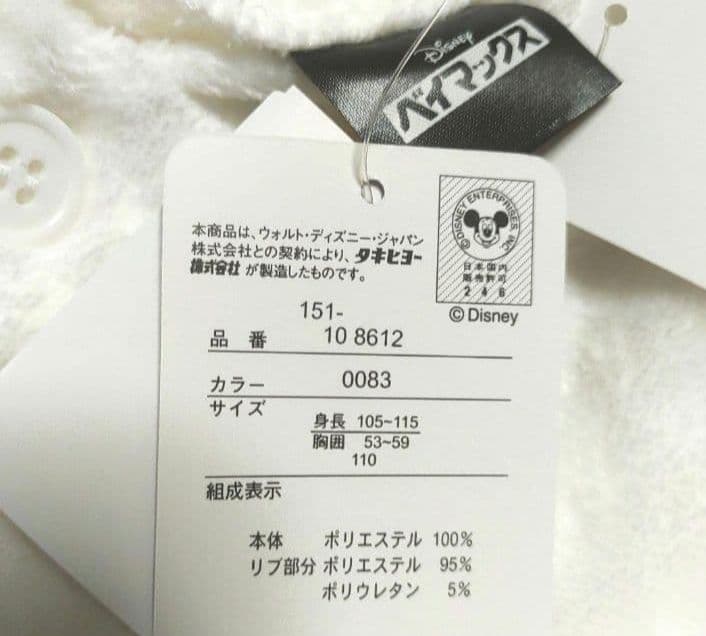 Disney
ベイマックス
本商品は、ウォルト・ディズニー・ジャパン
株式会社との契約により、タキヒヨー
株式会社が製造したものです。
©DISNEY ENTERPRISES, INC.
日本国内
販売許可
246
©Disney
151-
品 番 10 8612
カラー 0083
サイズ
身長 105~115
胸囲 53~59
110
組成表示
本体 ポリエステル 100%
リブ部分 ポリエステル 95%
ポリウレタン 5%